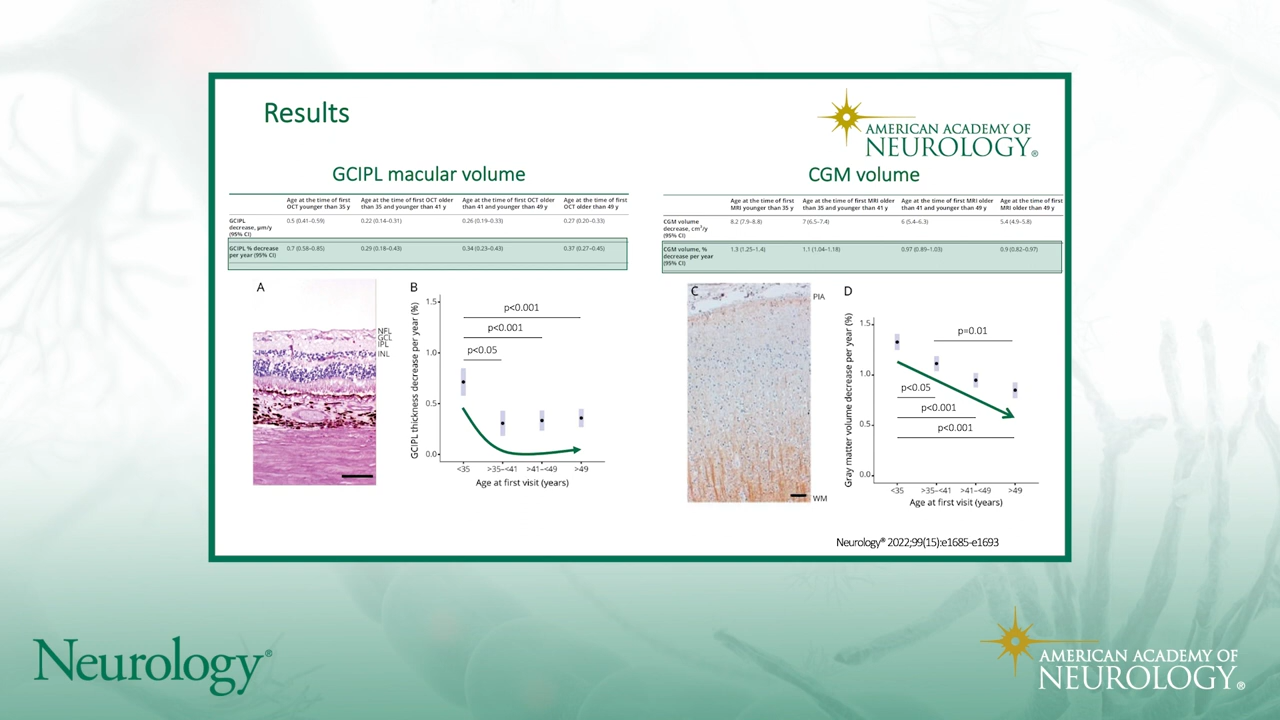 Results
AMERICAN ACADEMY OF
NEUROLOGY®
GCIPL macular volume
Age at the time of first
OCT younger than 35 y
Age at the time of first OCT older
than 35 and younger than 41 y
Age at the time of first OCT older
than 41 and younger than 49 y
Age at the time of first
OCT older than 49 y
GCIPL
decrease, μm/y
(95% CI)
0.5 (0.41–0.59)
0.22 (0.14–0.31)
0.26 (0.19–0.33)
0.27 (0.20–0.33)
GCIPL % decrease
per year (95% CI)
0.7 (0.58–0.85)
0.29 (0.18–0.43)
0.34 (0.23–0.43)
0.37 (0.27–0.45)
CGM volume
Age at the time of first
MRI younger than 35 y
Age at the time of first MRI older
than 35 and younger than 41 y
Age at the time of first MRI older
than 41 and younger than 49 y
Age at the time of first
MRI older than 49 y
CGM volume
decrease, cm³/y
(95% CI)
8.2 (7.9–8.8)
7 (6.5–7.4)
6 (5.4–6.3)
5.4 (4.9–5.8)
CGM volume, %
decrease per year
(95% CI)
1.3 (1.25–1.4)
1.1 (1.04–1.18)
0.97 (0.89–1.03)
0.9 (0.82–0.97)
A
NFL
GCL
IPL
INL
B
GCIPL thickness decrease per year (%)
1.5
1.0
0.5
0.0
p<0.001
p<0.001
p<0.05
<35
>35–<41
>41–<49
>49
Age at first visit (years)
C
PIA
WM
D
Gray matter volume decrease per year (%)
1.5
1.0
0.5
0.0
p=0.01
p<0.05
p<0.001
p<0.001
<35
>35–<41
>41–<49
>49
Age at first visit (years)
Neurology® 2022;99(15):e1685-e1693
Neurology®
AMERICAN ACADEMY OF
NEUROLOGY®